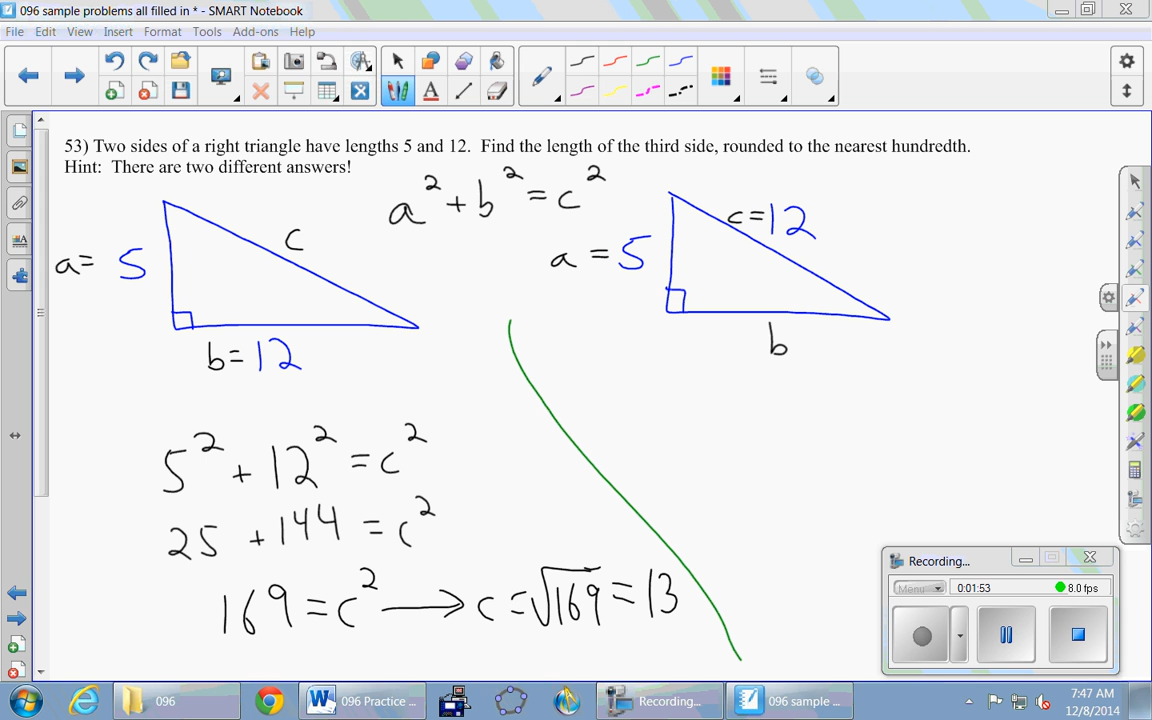 096 sample problems all filled in * - SMART Notebook
File Edit View Insert Format Tools Add-ons Help
53) Two sides of a right triangle have lengths 5 and 12. Find the length of the third side, rounded to the nearest hundredth.
Hint: There are two different answers!
a² + b² = c²
a= 5
c
b= 12
c = 12
a = 5
b
5² + 12² = c²
25 + 144 = c²
169 = c² → c = √169 = 13
Recording...
Menu
0:01:53
8.0 fps
096
096 Practice ...
Recording...
096 sample ...
7:47 AM
12/8/2014